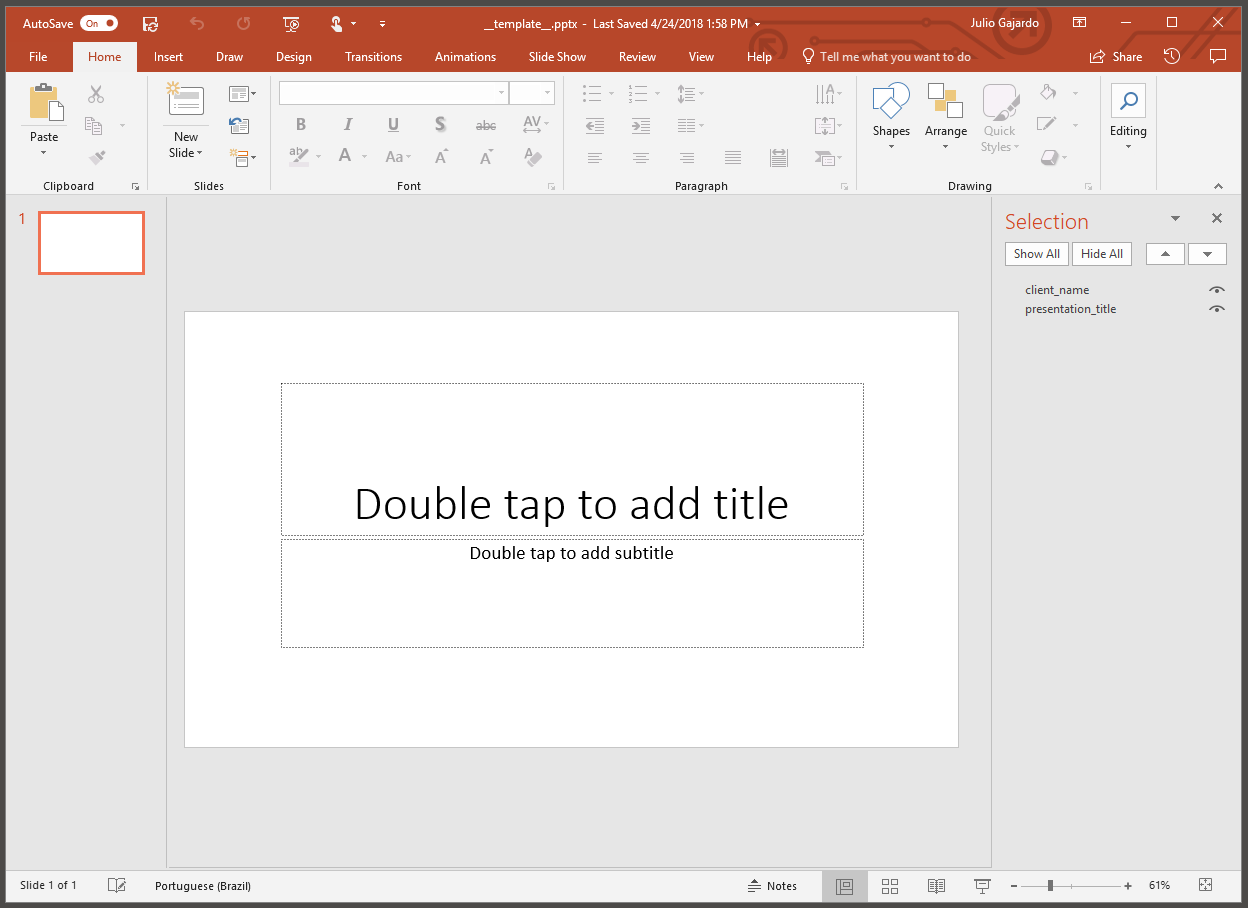 AutoSave On __template__.pptx - Last Saved 4/24/2018 1:58 PM Julio Gajardo
File Home Insert Draw Design Transitions Animations Slide Show Review View Help Tell me what you want to do Share
Paste
New
Slide
B I U S abc AV
ab A Aa A A A
Shapes Arrange Quick
Styles
Editing
Clipboard Slides Font Paragraph Drawing
1
Selection
Show All Hide All
client_name
presentation_title
Double tap to add title
Double tap to add subtitle
Slide 1 of 1 Portuguese (Brazil) Notes 61%